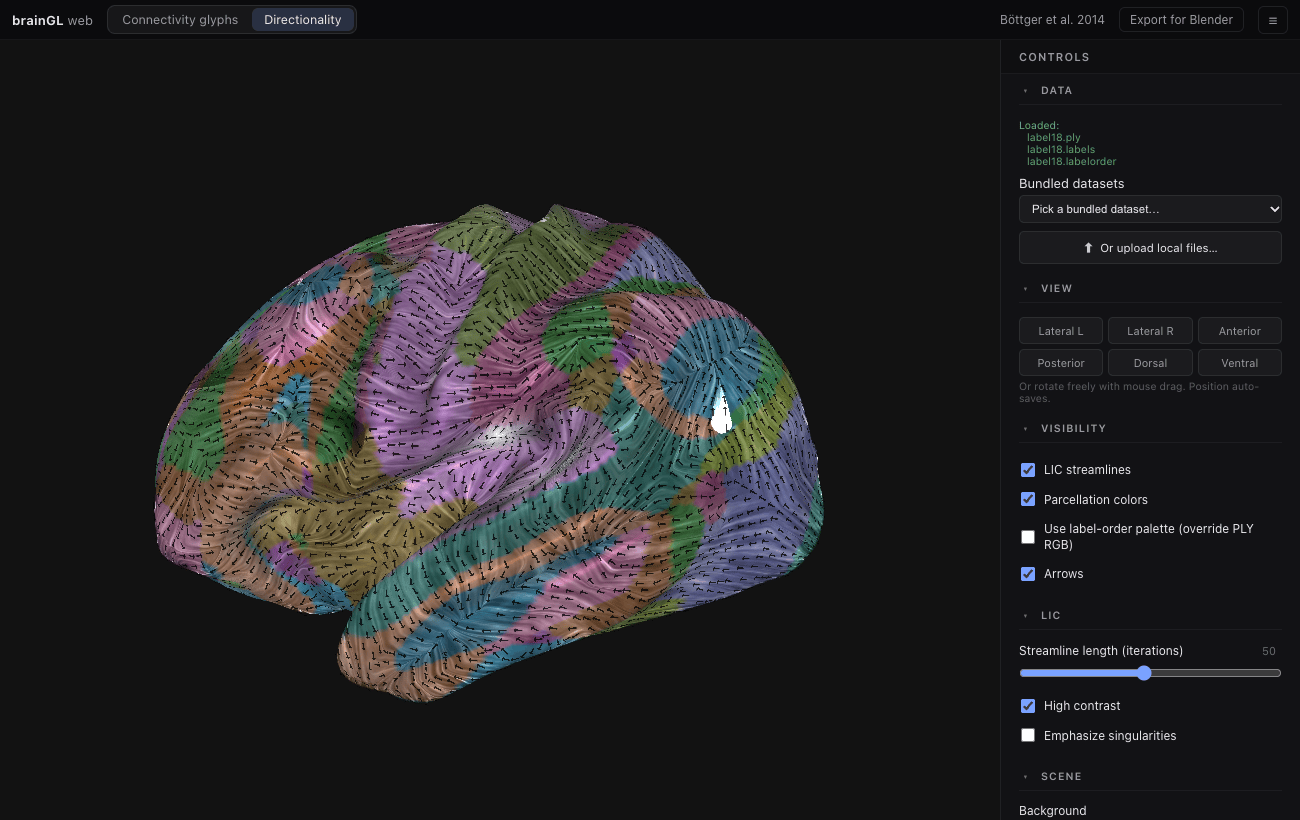 brainGL web
Connectivity glyphs
Directionality
Böttger et al. 2014
Export for Blender
CONTROLS
DATA
Loaded:
label18.ply
label18.labels
label18.labelorder
Bundled datasets
Pick a bundled dataset...
Or upload local files...
VIEW
Lateral L
Lateral R
Anterior
Posterior
Dorsal
Ventral
Or rotate freely with mouse drag. Position auto-
saves.
VISIBILITY
LIC streamlines
Parcellation colors
Use label-order palette (override PLY
RGB)
Arrows
LIC
Streamline length (iterations) 50
High contrast
Emphasize singularities
SCENE
Background